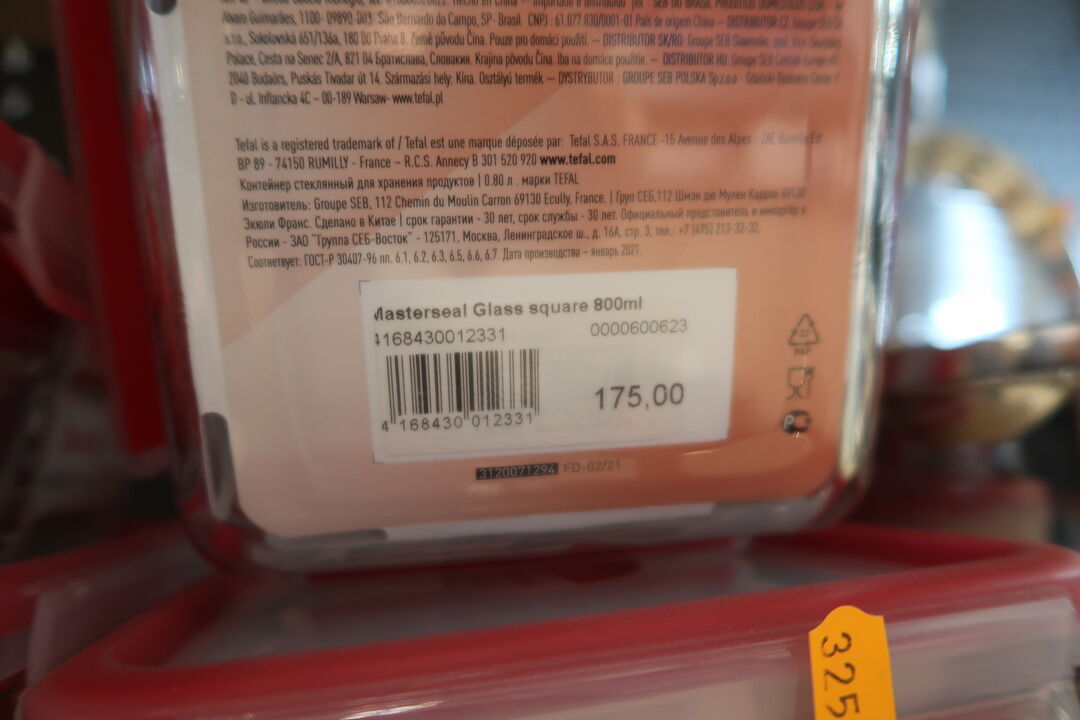 Alvaro Guimarães, 1100- 09890-003- São Bernardo do Campo, SP- Brasil CNPJ : 61.077.830/0001-01 País de origem China – DISTRIBUTOR CZ: Groupe SEB ČR
s.r.o., Sokolovská 651/136a, 180 00 Praha 8. Země původu Čína. Pouze pro domácí použití. – DISTRIBUTOR SK/RO: Groupe SEB Slovensko, spol. s.r.o.
Palace, Cesta na Senec 2/A, 821 04 Братислава, Словакия. Krajina pôvodu Čína. Iba na domáce použitie. – DISTRIBUTOR HU: Groupe SEB Central-Europe
2040 Budaörs, Puskás Tivadar út 14. Származási hely: Kína. Osztályú termék – DYSTRYBUTOR : GROUPE SEB POLSKA Sp.z.o.o - Gdański Business Center II
D - ul. Inflancka 4C – 00-189 Warsaw- www.tefal.pl
Tefal is a registered trademark of / Tefal est une marque déposée par: Tefal S.A.S. FRANCE -15 Avenue des Alpes - ZAE Rumilly Est
BP 89 - 74150 RUMILLY - France – R.C.S. Annecy B 301 520 920 www.tefal.com
Контейнер стеклянный для хранения продуктов | 0.80 л . марки TEFAL
Изготовитель: Groupe SEB, 112 Chemin du Moulin Carron 69130 Ecully, France. | Груп СЕБ,112 Шмэн дю Мулен Каррон 69130
Экюли Франс. Сделано в Китае | срок гарантии - 30 лет, срок службы - 30 лет. Официальный представитель и импортёр в
России - ЗАО "Группа СЕБ-Восток" - 125171, Москва, Ленинградское ш., д. 16А, стр. 3, тел.: +7 (495) 213-32-32.
Соответвует: ГОСТ-Р 30407-96 пп. 6.1, 6.2, 6.3, 6.5, 6.6, 6.7. Дата производства – январь 2021.
Masterseal Glass square 800ml
4168430012331 0000600623
175,00
4 168430 012331
PAP
3120071294 FD-02/21
325